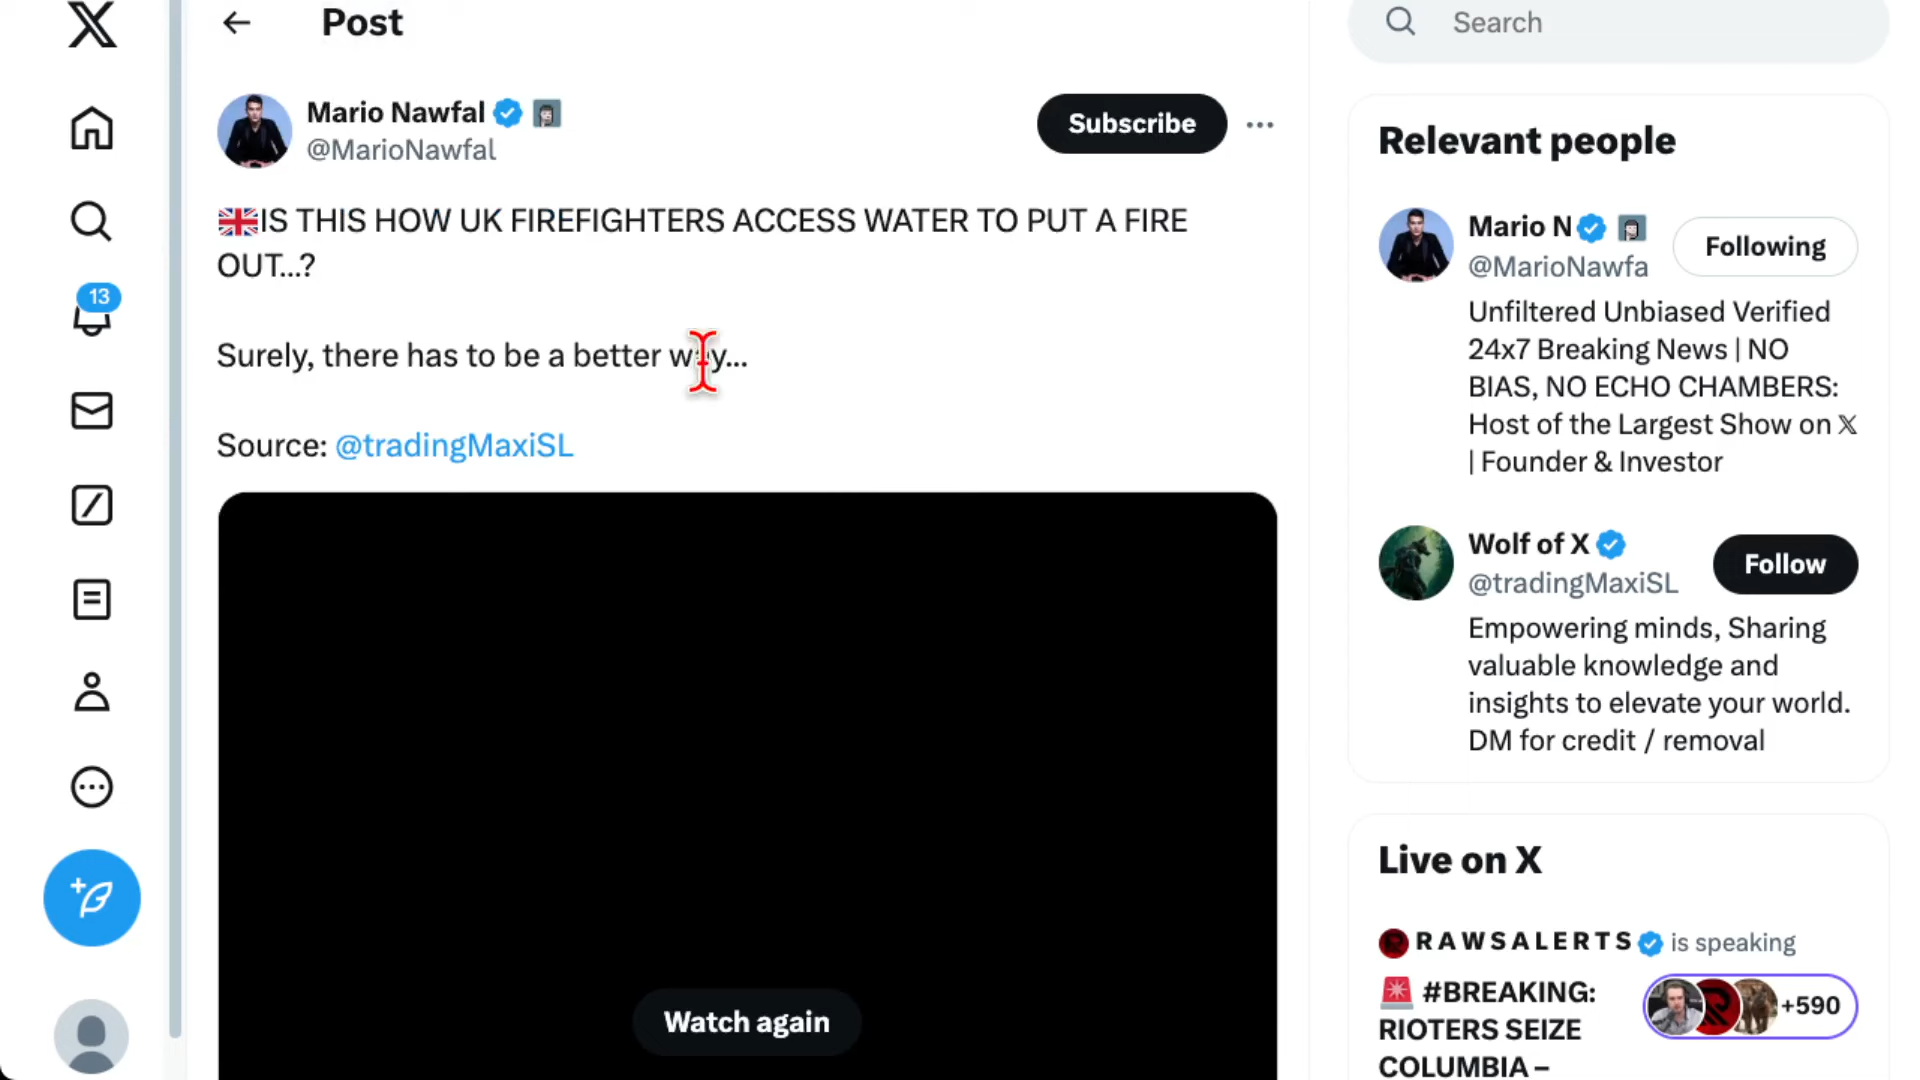 Post
Search
Mario Nawfal
@MarioNawfal
Subscribe
🇬🇧IS THIS HOW UK FIREFIGHTERS ACCESS WATER TO PUT A FIRE
OUT...?
Surely, there has to be a better way...
Source: @tradingMaxiSL
Watch again
13
Relevant people
Mario N
@MarioNawfa
Following
Unfiltered Unbiased Verified
24x7 Breaking News | NO
BIAS, NO ECHO CHAMBERS:
Host of the Largest Show on 𝕏
| Founder & Investor
Wolf of X
@tradingMaxiSL
Follow
Empowering minds, Sharing
valuable knowledge and
insights to elevate your world.
DM for credit / removal
Live on X
RAWSALERTS is speaking
🚨 #BREAKING:
RIOTERS SEIZE
COLUMBIA –
+590